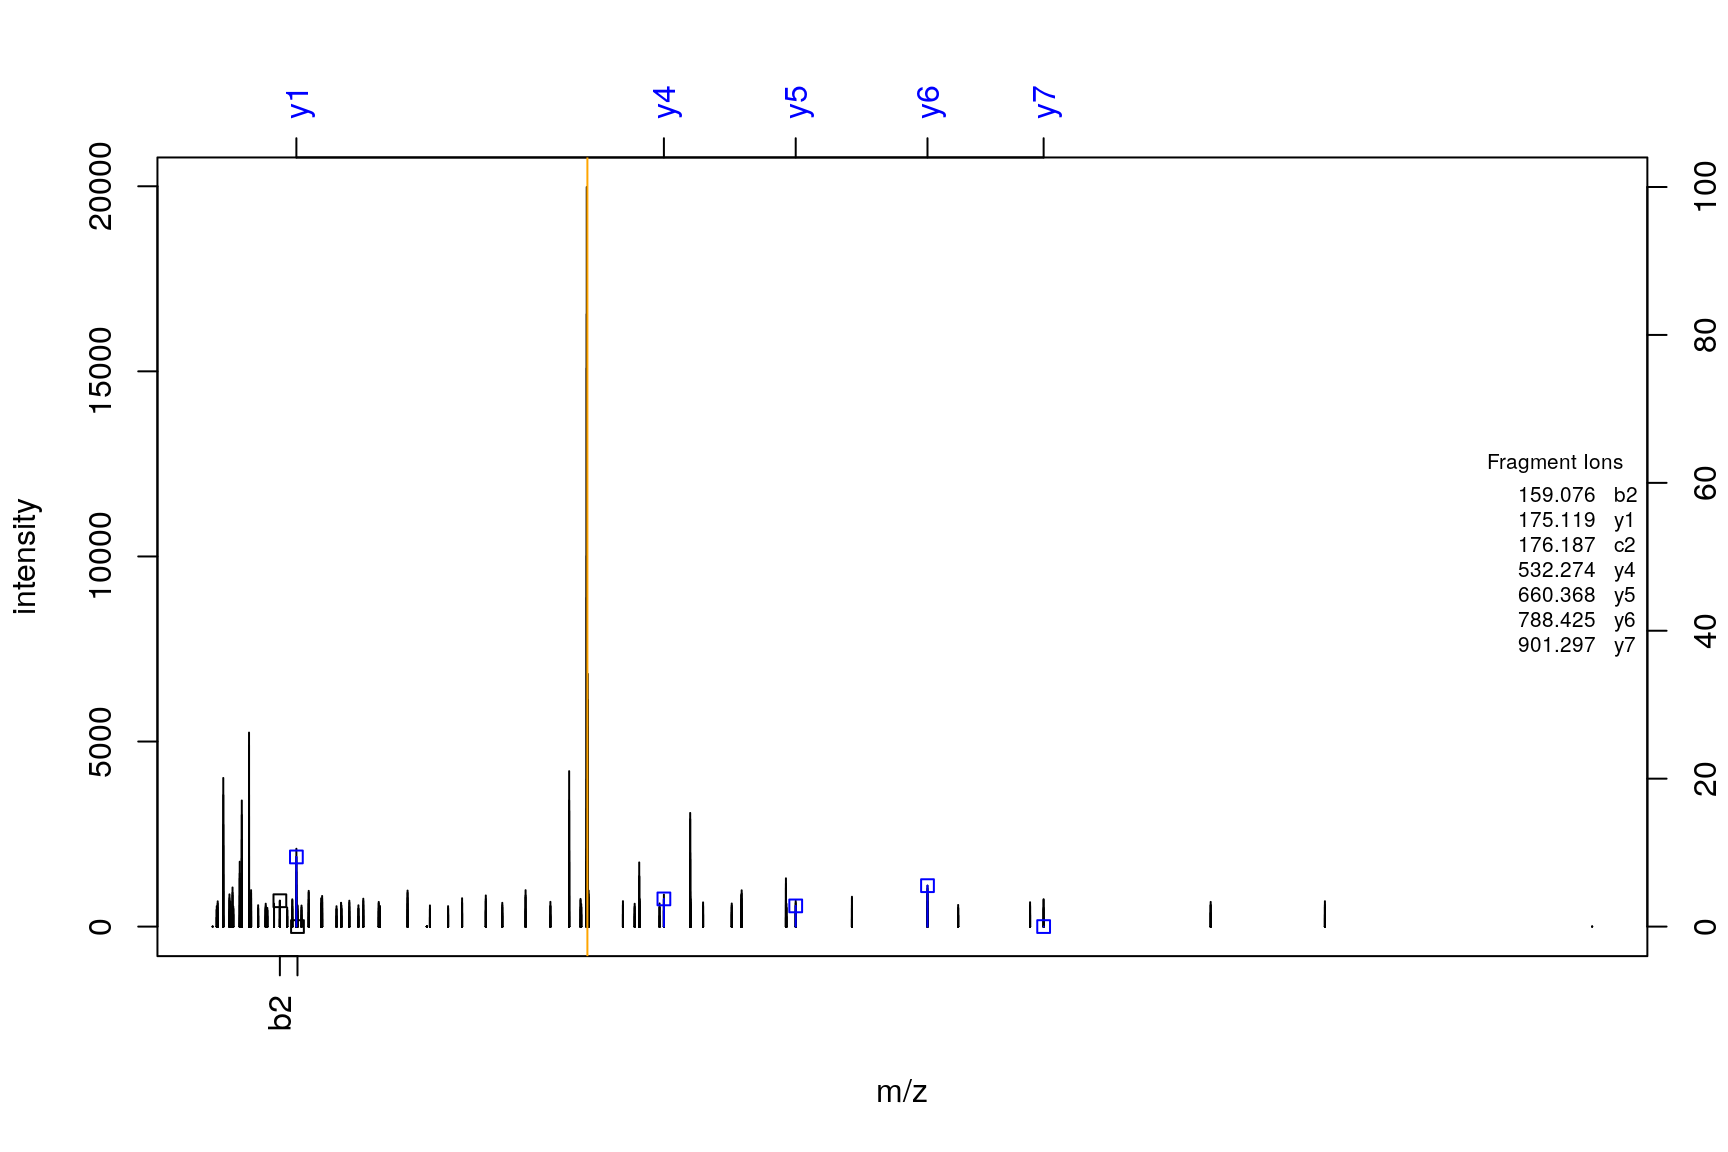 y1 y4 y5 y6 y7
20000
15000
10000
5000
0
intensity
100
80
60
40
20
0
Fragment Ions
159.076 b2
175.119 y1
176.187 c2
532.274 y4
660.368 y5
788.425 y6
901.297 y7
b2
m/z